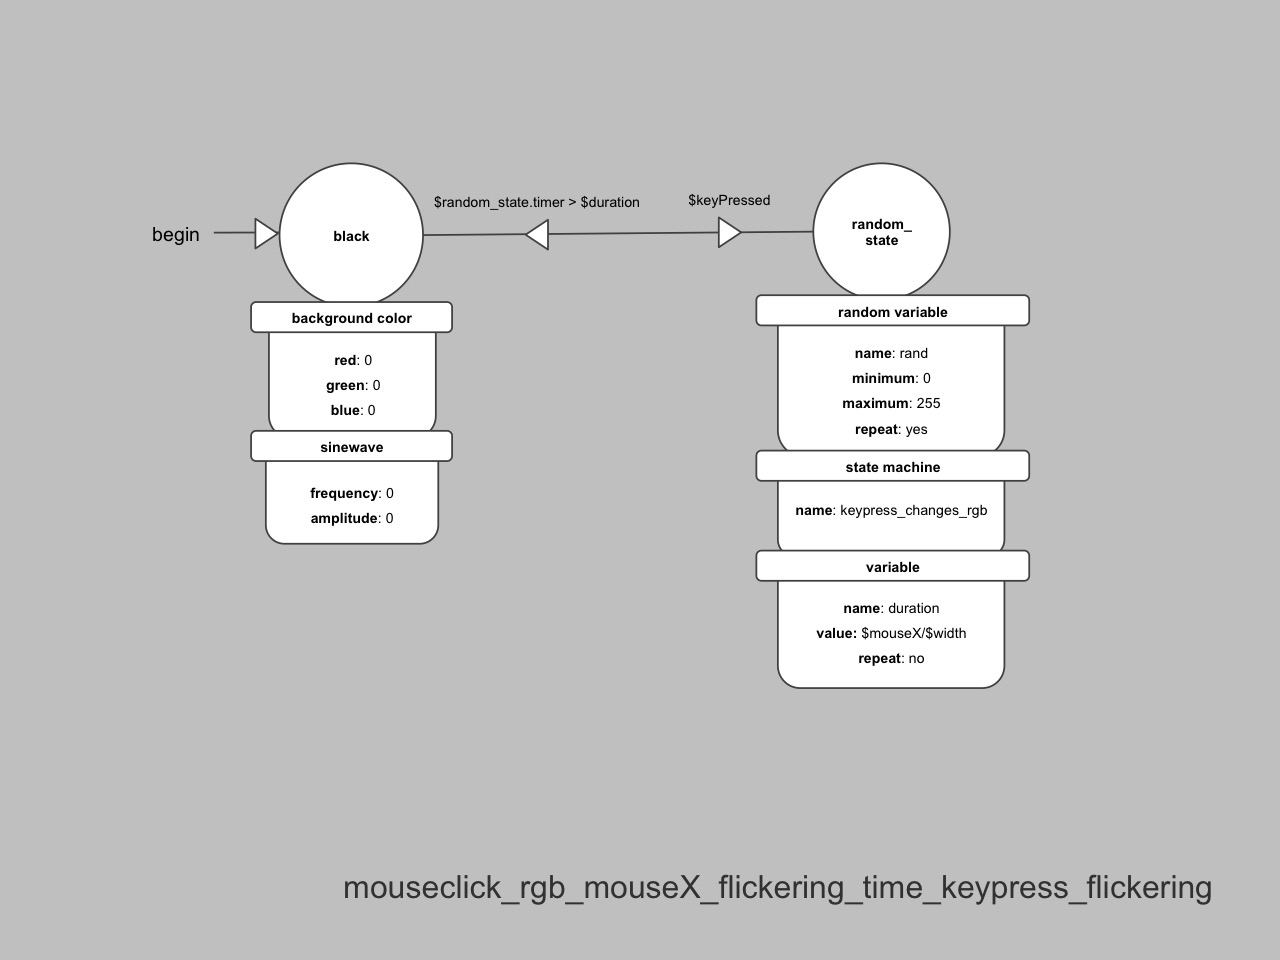 begin
black
$random_state.timer > $duration
$keyPressed
random_
state
background color
red: 0
green: 0
blue: 0
sinewave
frequency: 0
amplitude: 0
random variable
name: rand
minimum: 0
maximum: 255
repeat: yes
state machine
name: keypress_changes_rgb
variable
name: duration
value: $mouseX/$width
repeat: no
mouseclick_rgb_mouseX_flickering_time_keypress_flickering